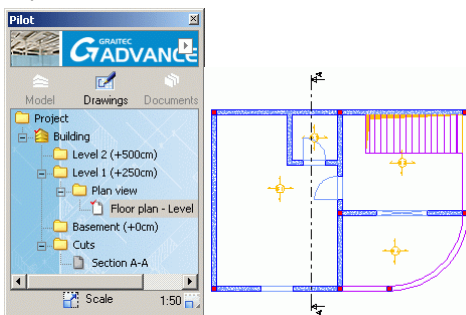 Pilot
GRAITEC
ADVANCE
Model Drawings Documents
Project
Building
Level 2 (+500cm)
Level 1 (+250cm)
Plan view
Floor plan - Level
Basement (+0cm)
Cuts
Section A-A
Scale 1:50
A
A